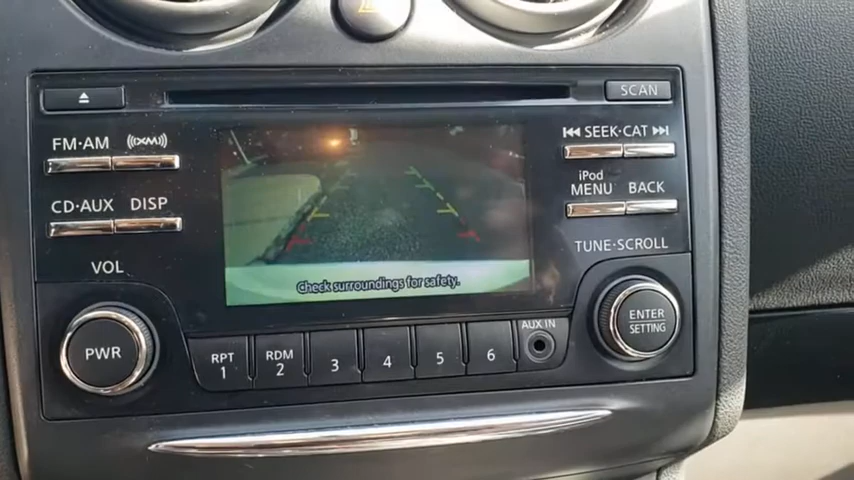 SCAN
FM·AM
((XM))
SEEK·CAT
iPod
MENU
BACK
CD·AUX
DISP
VOL
TUNE·SCROLL
Check surroundings for safety.
PWR
RPT
1
RDM
2
3
4
5
6
AUX IN
ENTER
SETTING